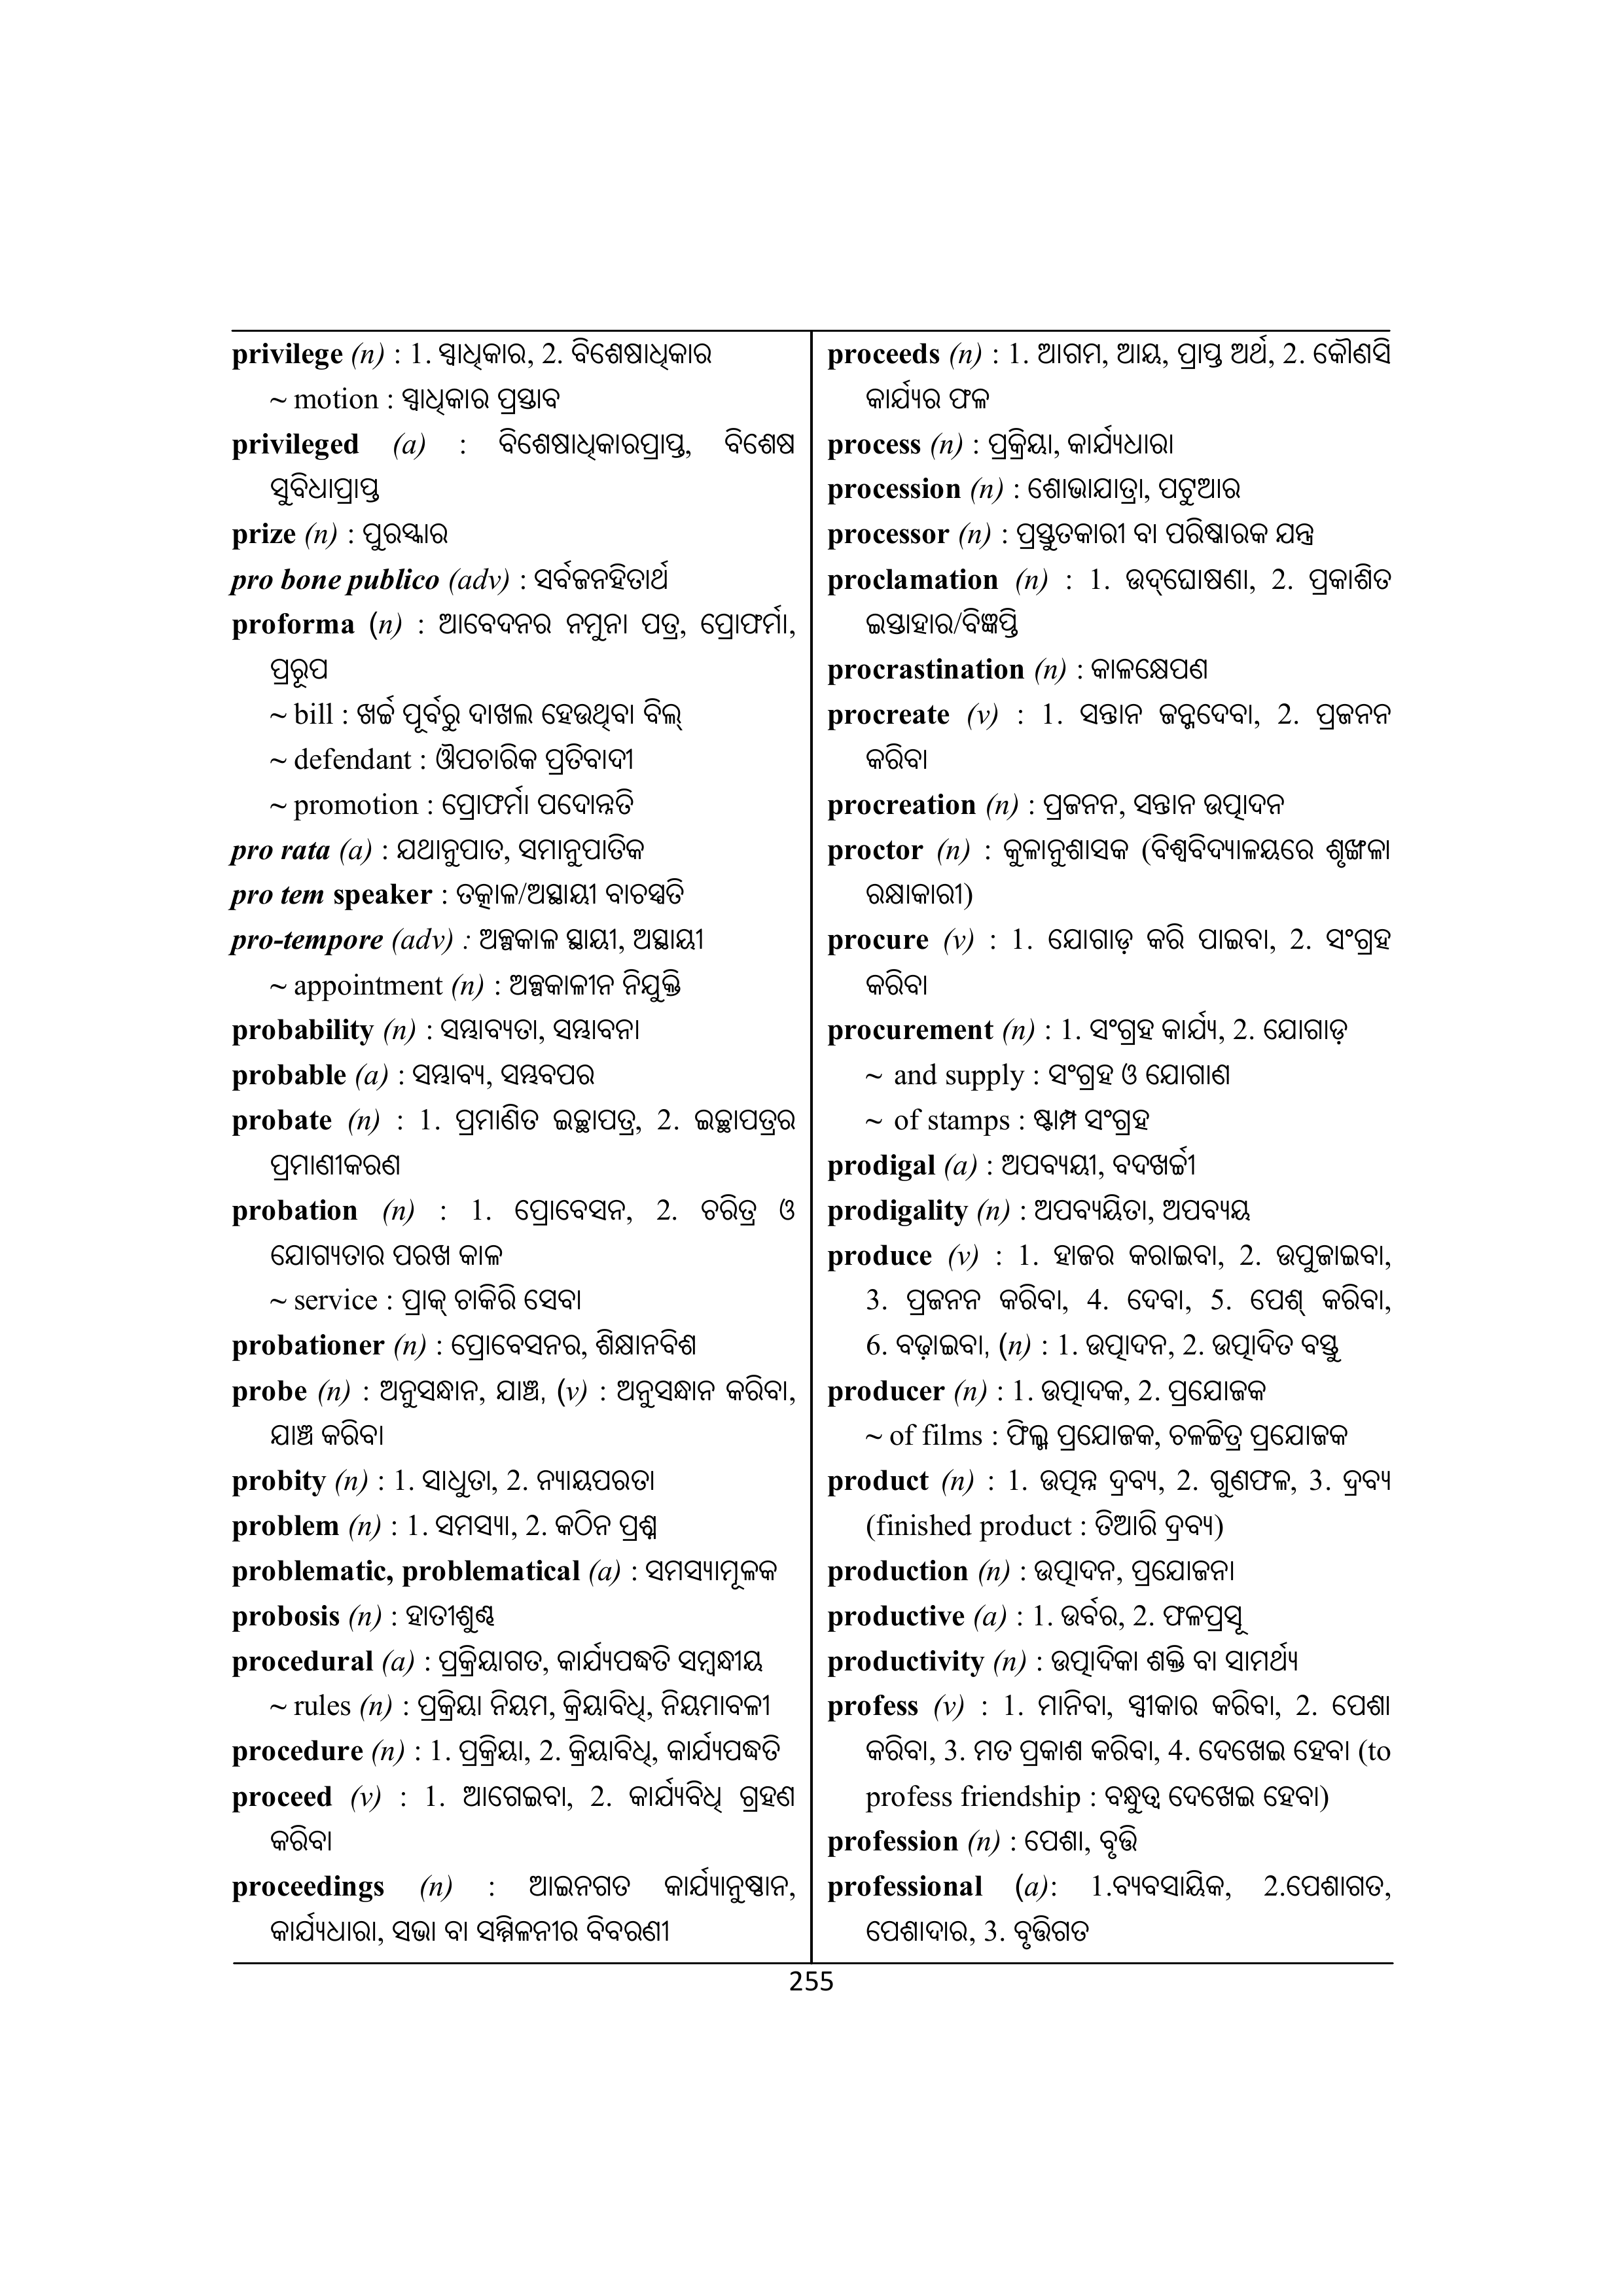 privilege (n) : 1. ସ୍ୱାଧିକାର, 2. ବିଶେଷାଧିକାର
~ motion : ସ୍ୱାଧିକାର ପ୍ରସ୍ତାବ
privileged (a) : ବିଶେଷାଧିକାରପ୍ରାପ୍ତ, ବିଶେଷ
ସୁବିଧାପ୍ରାପ୍ତ
prize (n) : ପୁରସ୍କାର
pro bone publico (adv) : ସର୍ବଜନହିତାର୍ଥ
proforma (n) : ଆବେଦନର ନମୁନା ପତ୍ର, ପ୍ରୋଫର୍ମା,
ପ୍ରରୂପ
~ bill : ଖର୍ଚ୍ଚ ପୂର୍ବରୁ ଦାଖଲ ହେଉଥିବା ବିଲ୍
~ defendant : ଔପଚାରିକ ପ୍ରତିବାଦୀ
~ promotion : ପ୍ରୋଫର୍ମା ପଦୋନ୍ନତି
pro rata (a) : ଯଥାନୁପାତ, ସମାନୁପାତିକ
pro tem speaker : ତତ୍କାଳ/ଅସ୍ଥାୟୀ ବାଚସ୍ପତି
pro-tempore (adv) : ଅଳ୍ପକାଳ ସ୍ଥାୟୀ, ଅସ୍ଥାୟୀ
~ appointment (n) : ଅଳ୍ପକାଳୀନ ନିଯୁକ୍ତି
probability (n) : ସମ୍ଭାବ୍ୟତା, ସମ୍ଭାବନା
probable (a) : ସମ୍ଭାବ୍ୟ, ସମ୍ଭବପର
probate (n) : 1. ପ୍ରମାଣିତ ଇଚ୍ଛାପତ୍ର, 2. ଇଚ୍ଛାପତ୍ରର
ପ୍ରମାଣୀକରଣ
probation (n) : 1. ପ୍ରୋବେସନ, 2. ଚରିତ୍ର ଓ
ଯୋଗ୍ୟତାର ପରଖ କାଳ
~ service : ପ୍ରାକ୍ ଚାକିରି ସେବା
probationer (n) : ପ୍ରୋବେସନର, ଶିକ୍ଷାନବିଶ
probe (n) : ଅନୁସନ୍ଧାନ, ଯାଞ୍ଚ, (v) : ଅନୁସନ୍ଧାନ କରିବା,
ଯାଞ୍ଚ କରିବା
probity (n) : 1. ସାଧୁତା, 2. ନ୍ୟାୟପରତା
problem (n) : 1. ସମସ୍ୟା, 2. କଠିନ ପ୍ରଶ୍ନ
problematic, problematical (a) : ସମସ୍ୟାମୂଳକ
probosis (n) : ହାତୀଶୁଣ୍ଢ
procedural (a) : ପ୍ରକ୍ରିୟାଗତ, କାର୍ଯ୍ୟପଦ୍ଧତି ସମ୍ବନ୍ଧୀୟ
~ rules (n) : ପ୍ରକ୍ରିୟା ନିୟମ, କ୍ରିୟାବିଧି, ନିୟମାବଳୀ
procedure (n) : 1. ପ୍ରକ୍ରିୟା, 2. କ୍ରିୟାବିଧି, କାର୍ଯ୍ୟପଦ୍ଧତି
proceed (v) : 1. ଆଗେଇବା, 2. କାର୍ଯ୍ୟବିଧି ଗ୍ରହଣ
କରିବା
proceedings (n) : ଆଇନଗତ କାର୍ଯ୍ୟାନୁଷ୍ଠାନ,
କାର୍ଯ୍ୟଧାରା, ସଭା ବା ସମ୍ମିଳନୀର ବିବରଣୀ
proceeds (n) : 1. ଆଗମ, ଆୟ, ପ୍ରାପ୍ତ ଅର୍ଥ, 2. କୌଣସି
କାର୍ଯ୍ୟର ଫଳ
process (n) : ପ୍ରକ୍ରିୟା, କାର୍ଯ୍ୟଧାରା
procession (n) : ଶୋଭାଯାତ୍ରା, ପଟୁଆର
processor (n) : ପ୍ରସ୍ତୁତକାରୀ ବା ପରିଷ୍କାରକ ଯନ୍ତ୍ର
proclamation (n) : 1. ଉଦ୍‌ଘୋଷଣା, 2. ପ୍ରକାଶିତ
ଇସ୍ତାହାର/ବିଜ୍ଞପ୍ତି
procrastination (n) : କାଳକ୍ଷେପଣ
procreate (v) : 1. ସନ୍ତାନ ଜନ୍ମଦେବା, 2. ପ୍ରଜନନ
କରିବା
procreation (n) : ପ୍ରଜନନ, ସନ୍ତାନ ଉତ୍ପାଦନ
proctor (n) : କୁଳାନୁଶାସକ (ବିଶ୍ୱବିଦ୍ୟାଳୟରେ ଶୃଙ୍ଖଳା
ରକ୍ଷାକାରୀ)
procure (v) : 1. ଯୋଗାଡ଼ କରି ପାଇବା, 2. ସଂଗ୍ରହ
କରିବା
procurement (n) : 1. ସଂଗ୍ରହ କାର୍ଯ୍ୟ, 2. ଯୋଗାଡ଼
~ and supply : ସଂଗ୍ରହ ଓ ଯୋଗାଣ
~ of stamps : ଷ୍ଟାମ୍ପ ସଂଗ୍ରହ
prodigal (a) : ଅପବ୍ୟୟୀ, ବଦଖର୍ଚ୍ଚୀ
prodigality (n) : ଅପବ୍ୟୟିତା, ଅପବ୍ୟୟ
produce (v) : 1. ହାଜର କରାଇବା, 2. ଉପୁଜାଇବା,
3. ପ୍ରଜନନ କରିବା, 4. ଦେବା, 5. ପେଶ୍ କରିବା,
6. ବଢ଼ାଇବା, (n) : 1. ଉତ୍ପାଦନ, 2. ଉତ୍ପାଦିତ ବସ୍ତୁ
producer (n) : 1. ଉତ୍ପାଦକ, 2. ପ୍ରଯୋଜକ
~ of films : ଫିଲ୍ମ ପ୍ରଯୋଜକ, ଚଳଚ୍ଚିତ୍ର ପ୍ରଯୋଜକ
product (n) : 1. ଉତ୍ପନ୍ନ ଦ୍ରବ୍ୟ, 2. ଗୁଣଫଳ, 3. ଦ୍ରବ୍ୟ
(finished product : ତିଆରି ଦ୍ରବ୍ୟ)
production (n) : ଉତ୍ପାଦନ, ପ୍ରଯୋଜନା
productive (a) : 1. ଉର୍ବର, 2. ଫଳପ୍ରସୂ
productivity (n) : ଉତ୍ପାଦିକା ଶକ୍ତି ବା ସାମର୍ଥ୍ୟ
profess (v) : 1. ମାନିବା, ସ୍ୱୀକାର କରିବା, 2. ପେଶା
କରିବା, 3. ମତ ପ୍ରକାଶ କରିବା, 4. ଦେଖେଇ ହେବା (to
profess friendship : ବନ୍ଧୁତ୍ୱ ଦେଖେଇ ହେବା)
profession (n) : ପେଶା, ବୃତ୍ତି
professional (a): 1.ବ୍ୟବସାୟିକ, 2.ପେଶାଗତ,
ପେଶାଦାର, 3. ବୃତ୍ତିଗତ
255